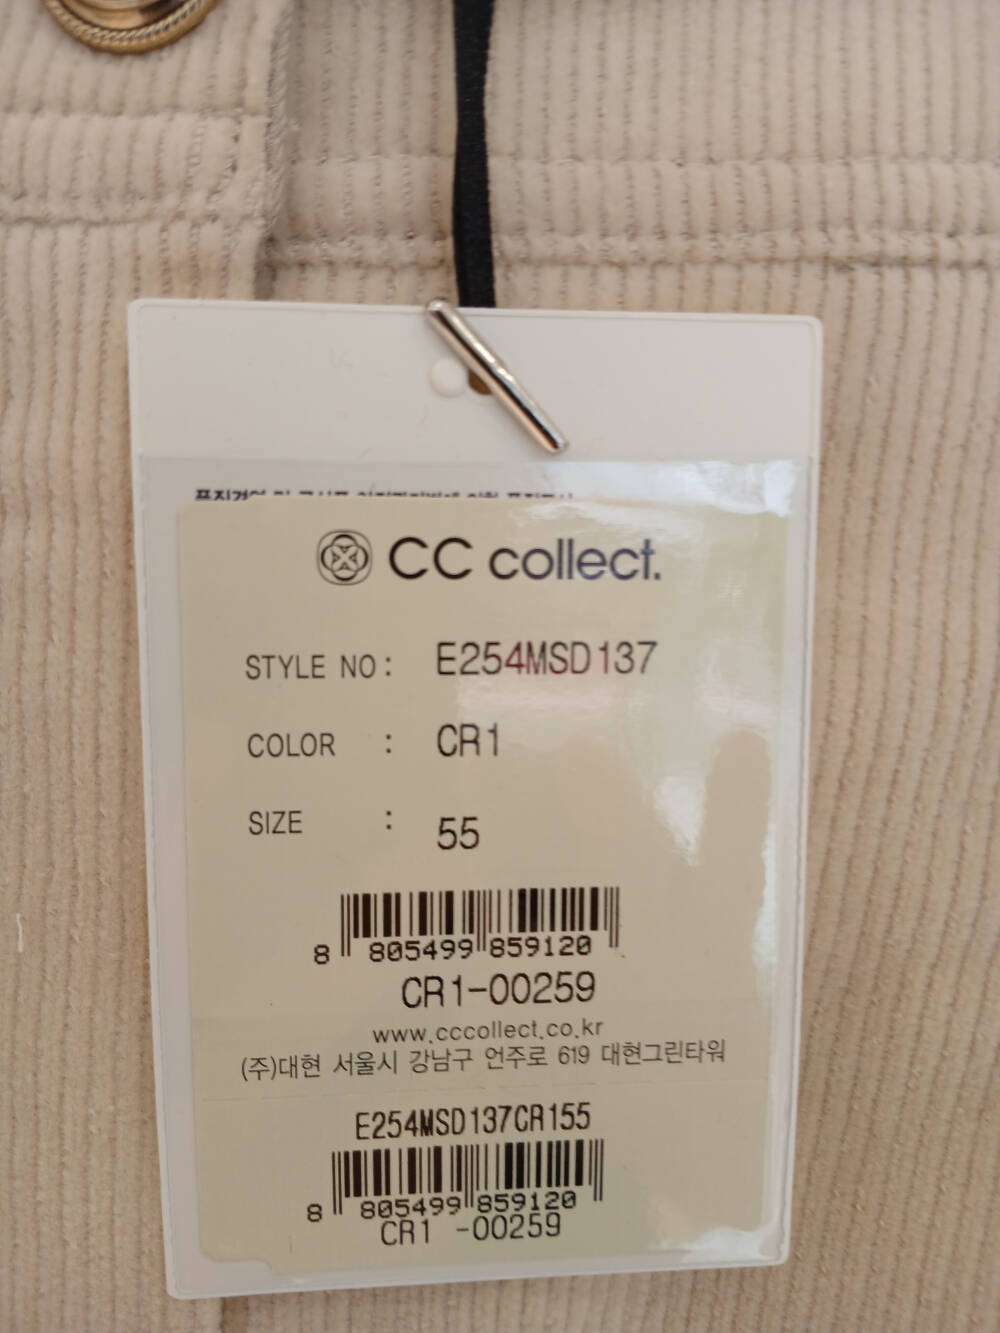 CC collect.
STYLE NO : E254MSD137
COLOR : CR1
SIZE : 55
8 805499 859120
CR1-00259
www.cccollect.co.kr
(주)대현 서울시 강남구 언주로 619 대현그린타워
E254MSD137CR155
8 805499 859120
CR1 -00259